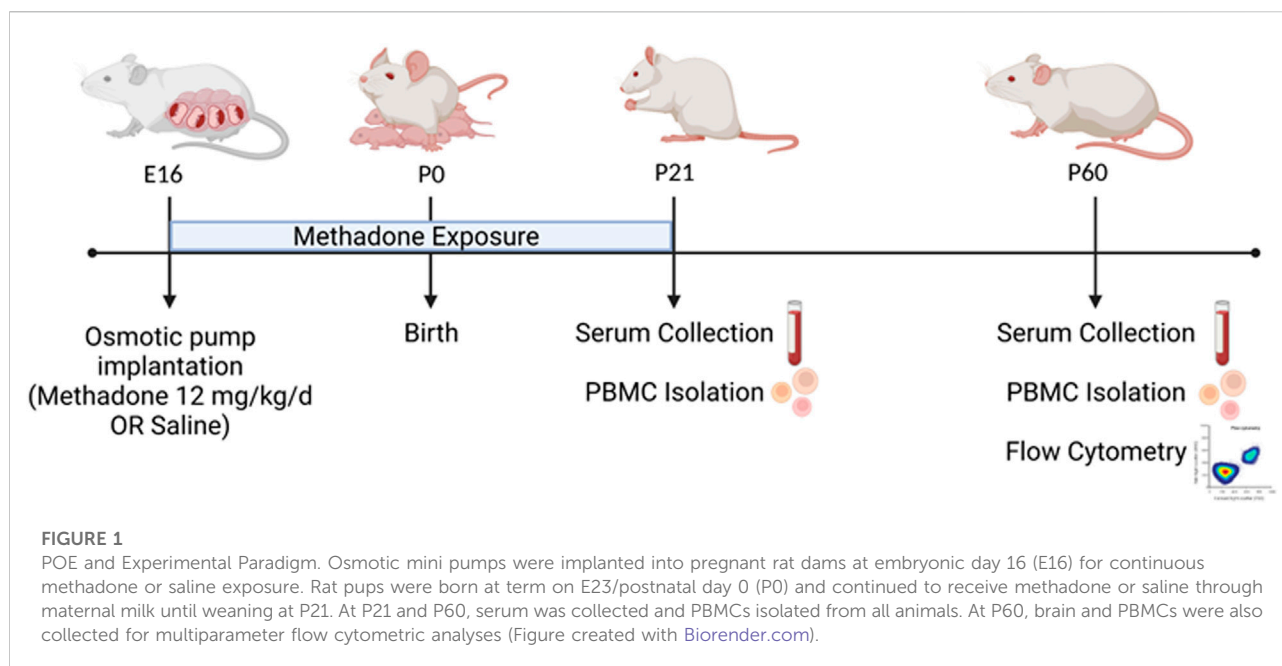 E16
P0
P21
P60
Methadone Exposure
Osmotic pump
implantation
(Methadone 12 mg/kg/d
OR Saline)
Birth
Serum Collection
PBMC Isolation
Serum Collection
PBMC Isolation
Flow Cytometry
FIGURE 1
POE and Experimental Paradigm. Osmotic mini pumps were implanted into pregnant rat dams at embryonic day 16 (E16) for continuous
methadone or saline exposure. Rat pups were born at term on E23/postnatal day 0 (P0) and continued to receive methadone or saline through
maternal milk until weaning at P21. At P21 and P60, serum was collected and PBMCs isolated from all animals. At P60, brain and PBMCs were also
collected for multiparameter flow cytometric analyses (Figure created with Biorender.com).